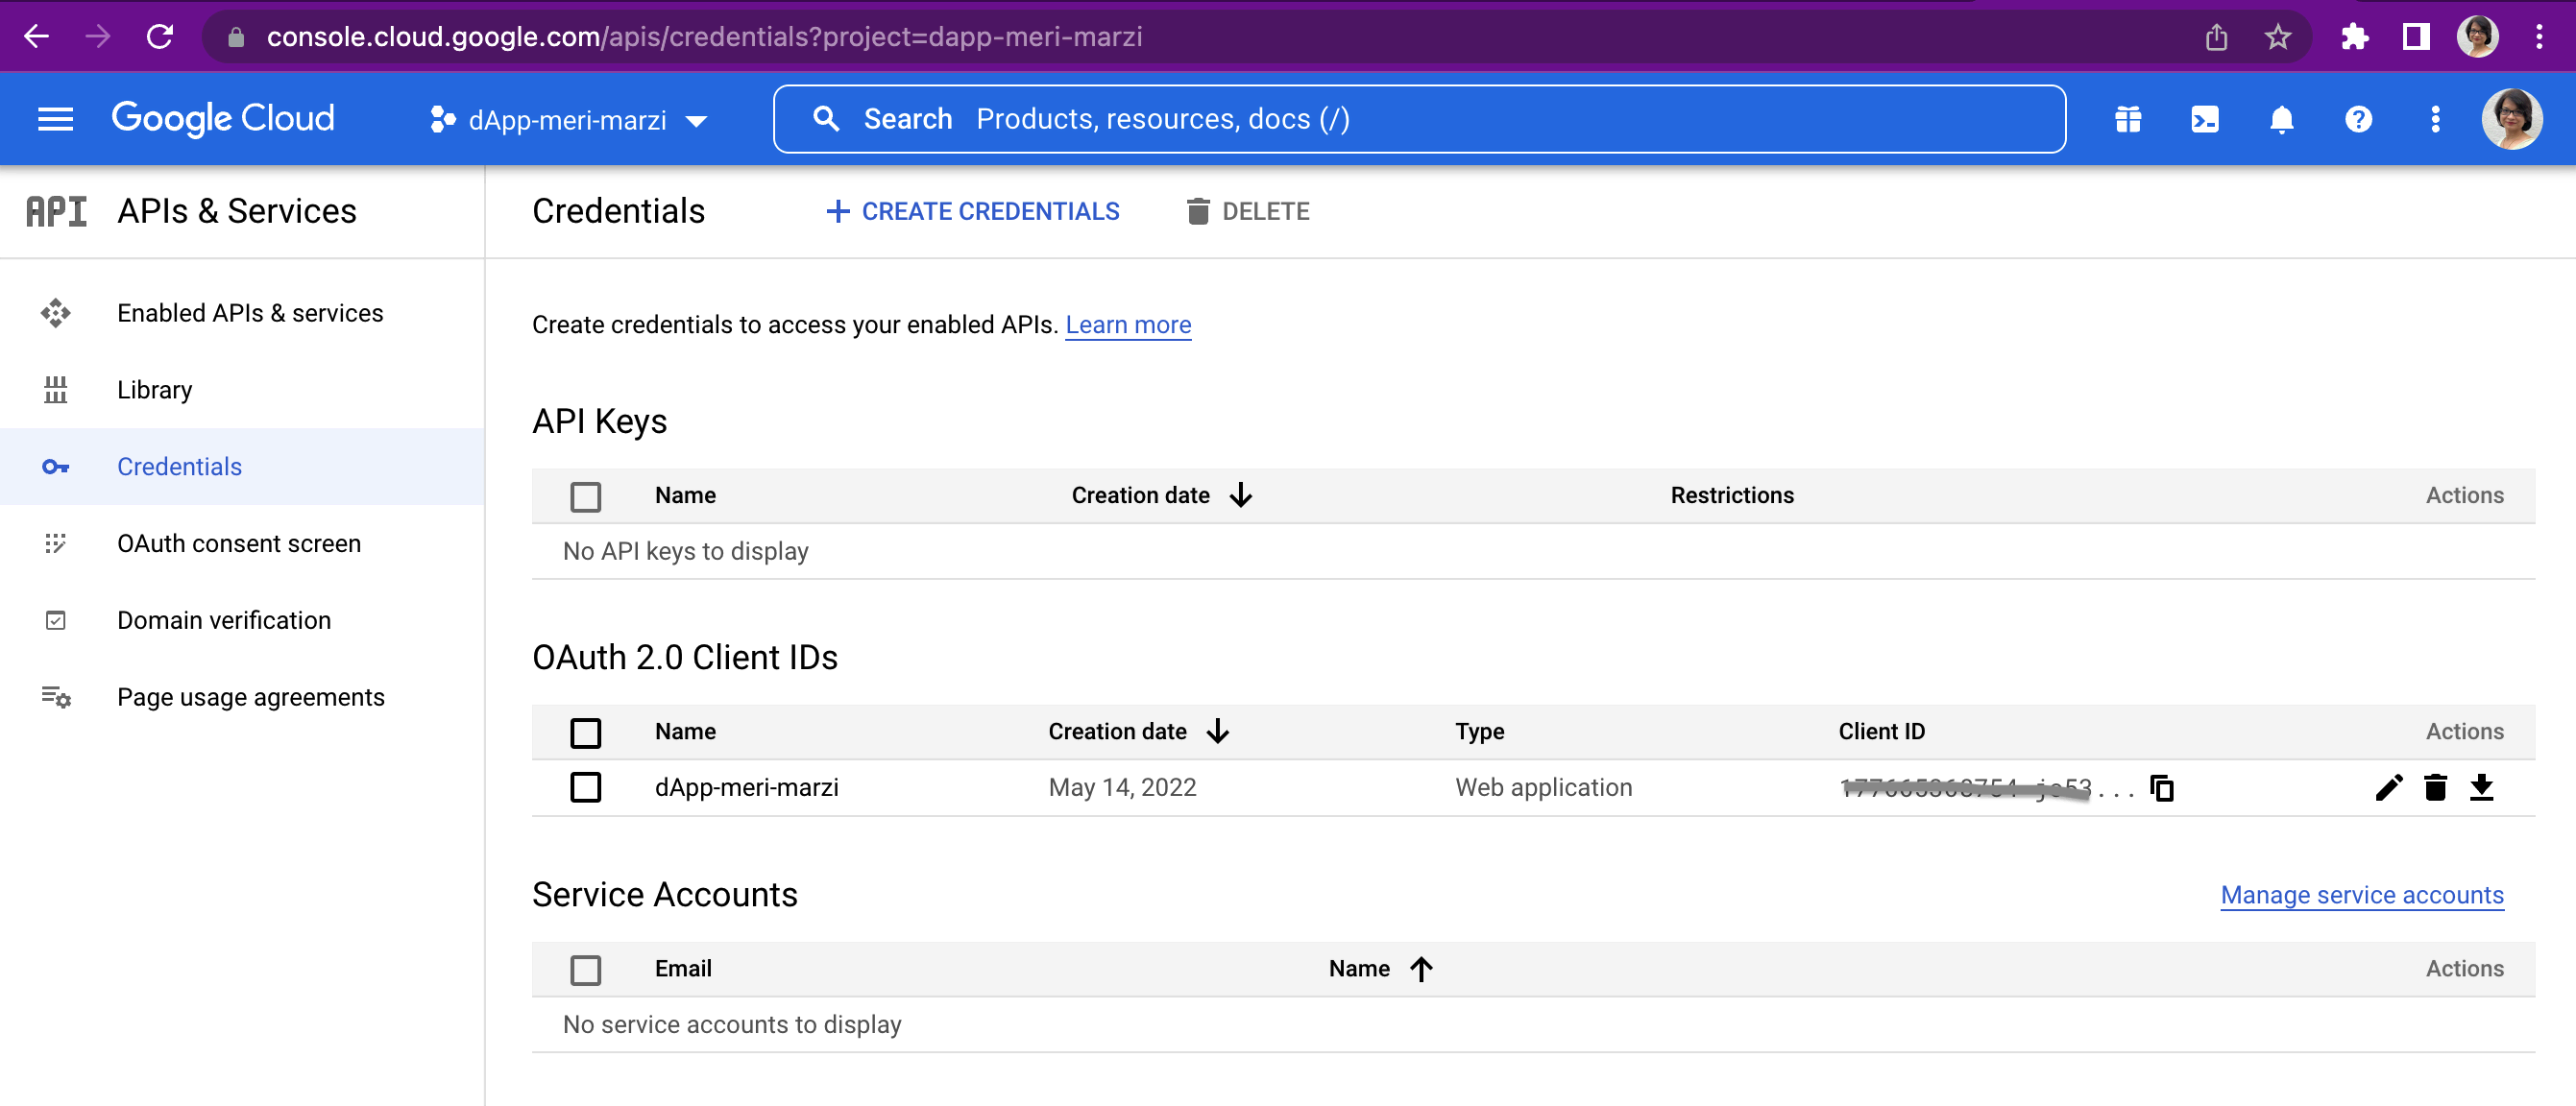 console.cloud.google.com/apis/credentials?project=dapp-meri-marzi
Google Cloud
dApp-meri-marzi
Search Products, resources, docs (/)
API APIs & Services
Credentials
CREATE CREDENTIALS
DELETE
Enabled APIs & services
Library
Credentials
OAuth consent screen
Domain verification
Page usage agreements
Create credentials to access your enabled APIs. Learn more
API Keys
Name Creation date Restrictions Actions
No API keys to display
OAuth 2.0 Client IDs
Name Creation date Type Client ID Actions
dApp-meri-marzi May 14, 2022 Web application ...
Service Accounts Manage service accounts
Email Name Actions
No service accounts to display